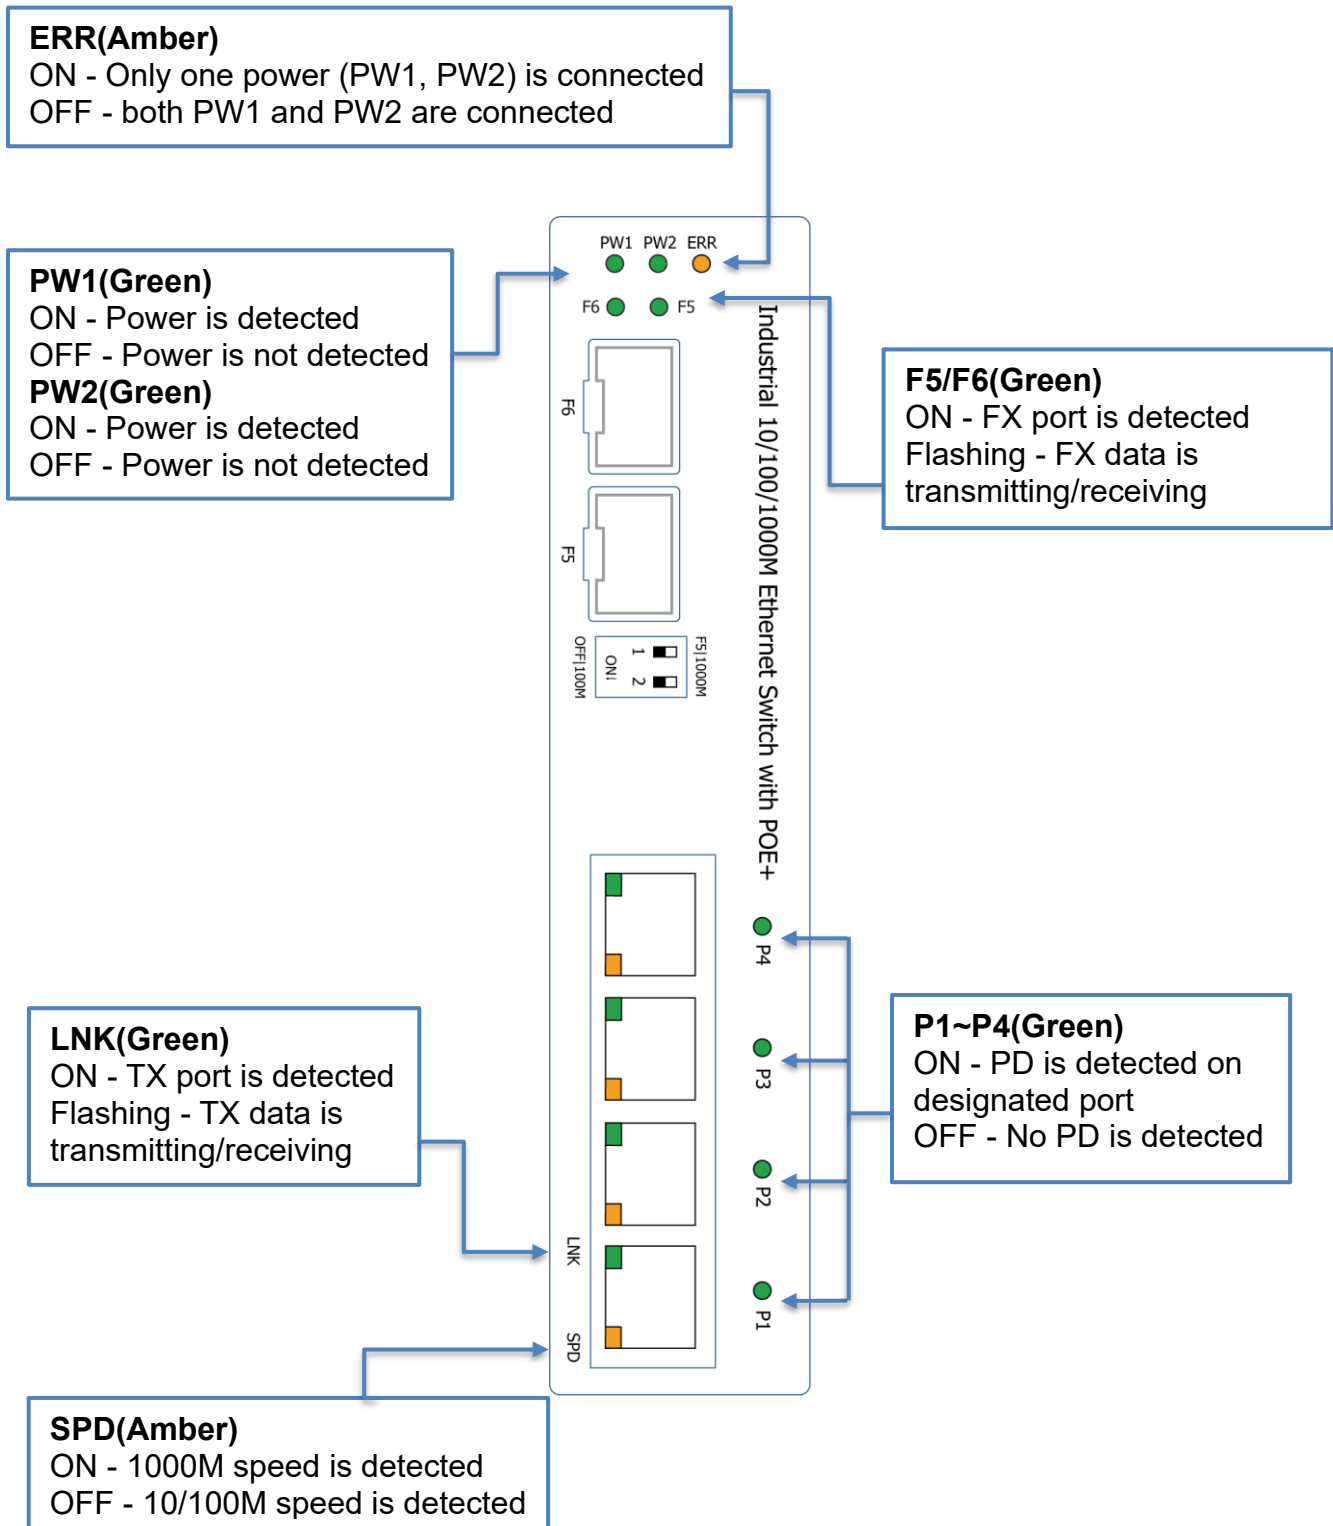 ERR(Amber)
ON - Only one power (PW1, PW2) is connected
OFF - both PW1 and PW2 are connected
PW1 PW2 ERR
F6 F5
PW1(Green)
ON - Power is detected
OFF - Power is not detected
PW2(Green)
ON - Power is detected
OFF - Power is not detected
F5/F6(Green)
ON - FX port is detected
Flashing - FX data is
transmitting/receiving
Industrial 10/100/1000M Ethernet Switch with POE+
F6
F5
F5|1000M
1 2
ON↓
OFF|100M
P4
P3
P2
P1
LNK
SPD
LNK(Green)
ON - TX port is detected
Flashing - TX data is
transmitting/receiving
P1~P4(Green)
ON - PD is detected on
designated port
OFF - No PD is detected
SPD(Amber)
ON - 1000M speed is detected
OFF - 10/100M speed is detected